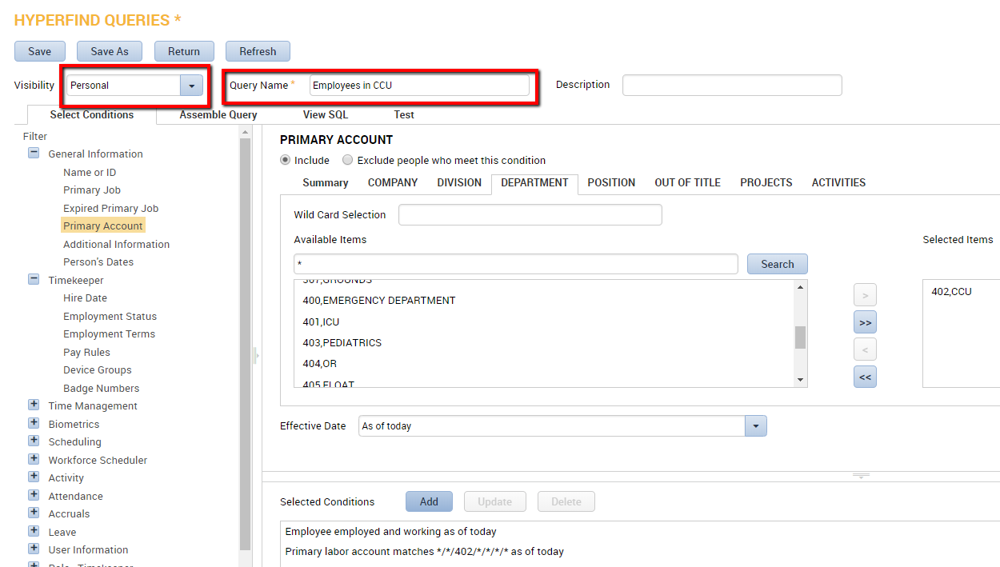 HYPERFIND QUERIES *
Save Save As Return Refresh
Visibility Personal Query Name * Employees in CCU Description
Select Conditions Assemble Query View SQL Test
Filter
General Information
Name or ID
Primary Job
Expired Primary Job
Primary Account
Additional Information
Person's Dates
Timekeeper
Hire Date
Employment Status
Employment Terms
Pay Rules
Device Groups
Badge Numbers
Time Management
Biometrics
Scheduling
Workforce Scheduler
Activity
Attendance
Accruals
Leave
User Information
Role - Timekeeper
PRIMARY ACCOUNT
Include Exclude people who meet this condition
Summary COMPANY DIVISION DEPARTMENT POSITION OUT OF TITLE PROJECTS ACTIVITIES
Wild Card Selection
Available Items
* Search
307,GROUNDS
400,EMERGENCY DEPARTMENT
401,ICU
403,PEDIATRICS
404,OR
405,FLOAT
>
>>
<
<<
Selected Items
402,CCU
Effective Date As of today
Selected Conditions Add Update Delete
Employee employed and working as of today
Primary labor account matches */*/402/*/*/*/* as of today